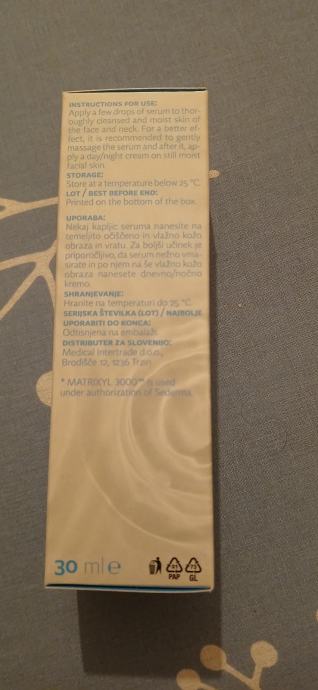 INSTRUCTIONS FOR USE:
Apply a few drops of serum to thor-
oughly cleansed and moist skin of
the face and neck. For a better ef-
fect, it is recommended to gently
massage the serum and after it, ap-
ply a day/night cream on still moist
facial skin.
STORAGE:
Store at a temperature below 25 °C.
LOT / BEST BEFORE END:
Printed on the bottom of the box.
UPORABA:
Nekaj kapljic seruma nanesite na
temeljito očiščeno in vlažno kožo
obraza in vratu. Za boljši učinek je
priporočljivo, da serum nežno vma-
sirate in po njem na še vlažno kožo
obraza nanesete dnevno/nočno
kremo.
SHRANJEVANJE:
Hranite na temperaturi do 25 °C.
SERIJSKA ŠTEVILKA (LOT) / NAJBOLJE
UPORABITI DO KONCA:
Odtisnjena na embalaži.
DISTRIBUTER ZA SLOVENIJO:
Medical Intertrade d.o.o.,
Brodišče 12, 1236 Trzin
* MATRIXYL 3000™ is used
under authorization of Sederma.
30 ml e
PAP
GL